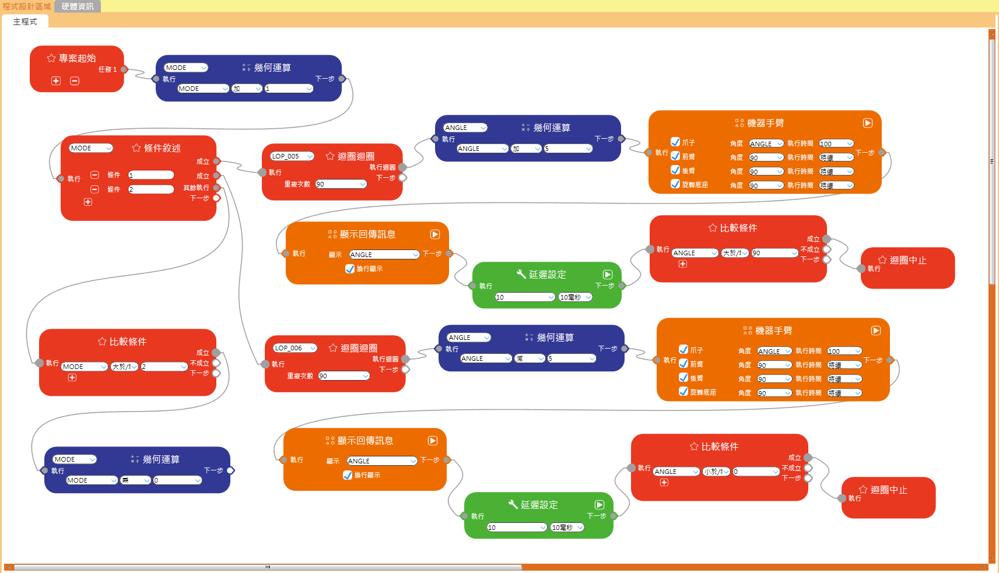 程式設計區域 硬體資訊
主程式
專案起始
任務 1
MODE 幾何運算
執行 下一步
MODE 加 1
MODE 條件敘述
成立
執行 條件 1 成立
條件 2 其餘執行
下一步
LOP_005 迴圈迴圈
執行 執行迴圈
下一步
重複次數 90
ANGLE 幾何運算
執行 下一步
ANGLE 加 5
機器手臂
爪子 角度 ANGLE 執行時間 100
執行 下一步
前臂 角度 90 執行時間 持續
後臂 角度 90 執行時間 持續
旋轉底座 角度 90 執行時間 持續
顯示回傳訊息
執行 顯示 ANGLE 下一步
換行顯示
延遲設定
執行 下一步
10 10毫秒
比較條件
成立
執行 不成立
ANGLE 大於/ 90
下一步
迴圈中止
執行
比較條件
成立
執行 不成立
MODE 大於/ 2
下一步
LOP_006 迴圈迴圈
執行 執行迴圈
下一步
重複次數 90
ANGLE 幾何運算
執行 下一步
ANGLE 減 5
機器手臂
爪子 角度 ANGLE 執行時間 100
執行 下一步
前臂 角度 90 執行時間 持續
後臂 角度 90 執行時間 持續
旋轉底座 角度 90 執行時間 持續
MODE 幾何運算
執行 下一步
MODE 乘 0
顯示回傳訊息
執行 顯示 ANGLE 下一步
換行顯示
延遲設定
執行 下一步
10 10毫秒
比較條件
成立
執行 不成立
ANGLE 小於/ 0
下一步
迴圈中止
執行